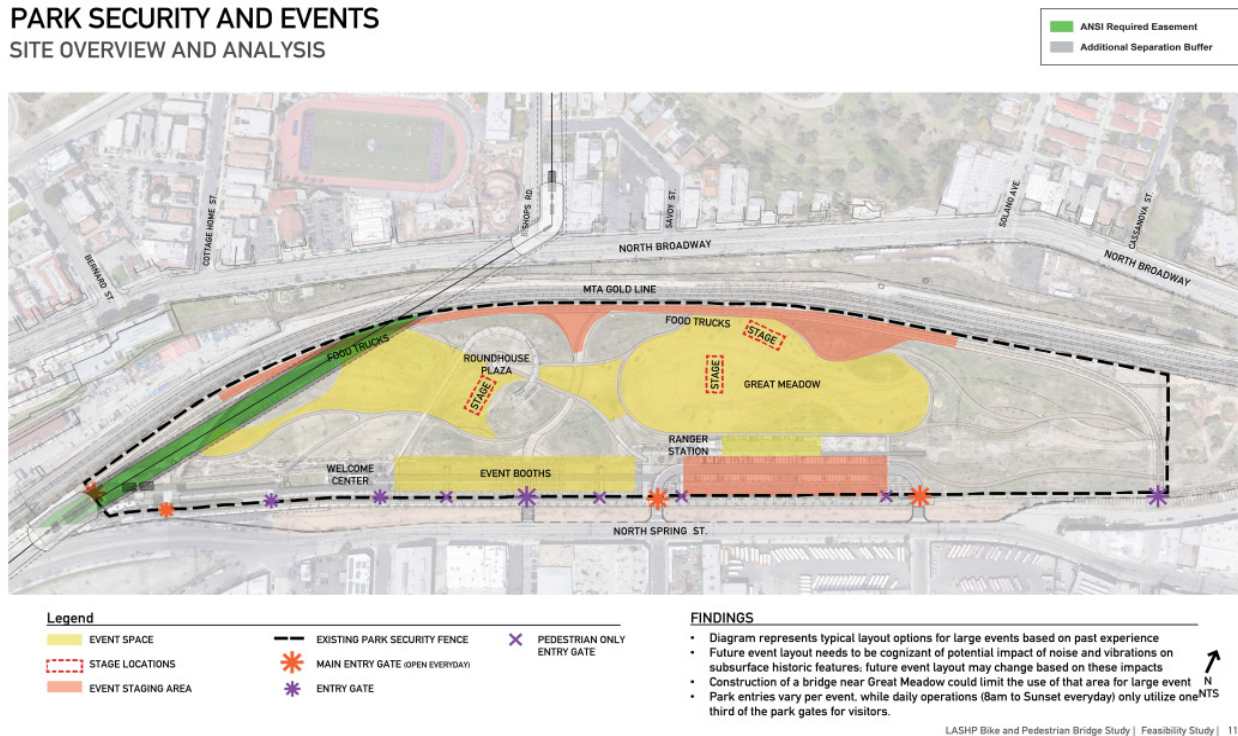 PARK SECURITY AND EVENTS
SITE OVERVIEW AND ANALYSIS
ANSI Required Easement
Additional Separation Buffer
BERNARD ST.
COTTAGE HOME ST.
BISHOPS RD.
SAVOY ST.
SOLANO AVE.
CASSANOVA ST.
NORTH BROADWAY
NORTH BROADWAY
MTA GOLD LINE
FOOD TRUCKS
FOOD TRUCKS
STAGE
ROUNDHOUSE
PLAZA
STAGE
STAGE
GREAT MEADOW
RANGER
STATION
WELCOME
CENTER
EVENT BOOTHS
NORTH SPRING ST.
Legend
EVENT SPACE
STAGE LOCATIONS
EVENT STAGING AREA
EXISTING PARK SECURITY FENCE
MAIN ENTRY GATE (OPEN EVERYDAY)
ENTRY GATE
PEDESTRIAN ONLY
ENTRY GATE
FINDINGS
• Diagram represents typical layout options for large events based on past experience
• Future event layout needs to be cognizant of potential impact of noise and vibrations on
subsurface historic features; future event layout may change based on these impacts
• Construction of a bridge near Great Meadow could limit the use of that area for large event
• Park entries vary per event, while daily operations (8am to Sunset everyday) only utilize one
third of the park gates for visitors.
N
NTS
LASHP Bike and Pedestrian Bridge Study | Feasibility Study | 11